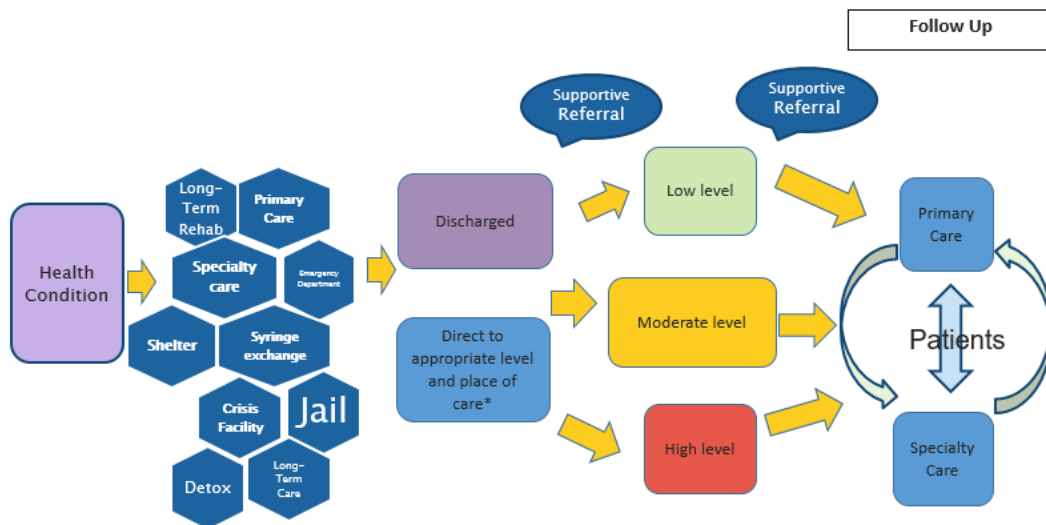 Follow Up
Supportive
Referral
Supportive
Referral
Long-
Term
Rehab
Primary
Care
Low level
Discharged
Primary
Care
Health
Condition
Specialty
care
Emergency
Department
Shelter
Syringe
exchange
Direct to
appropriate level
and place of
care*
Moderate level
Patients
Crisis
Facility
Jail
High level
Specialty
Care
Detox
Long-
Term
Care